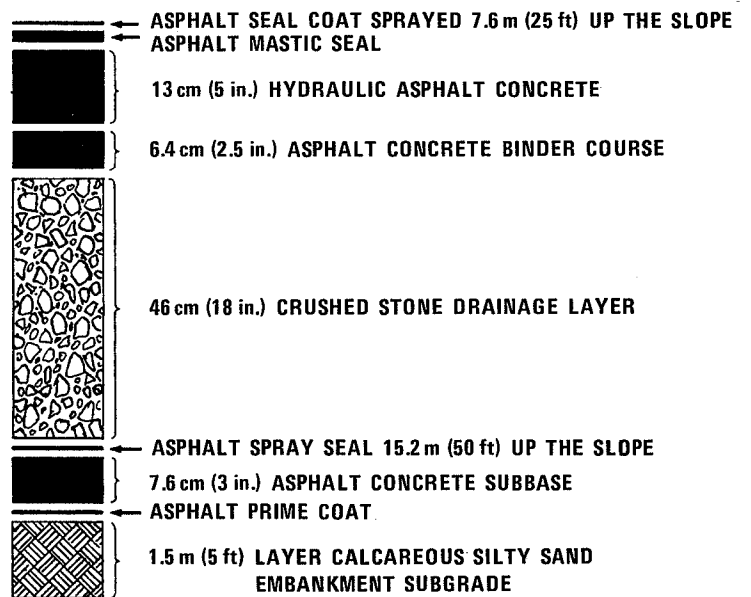 ASPHALT SEAL COAT SPRAYED 7.6 m (25 ft) UP THE SLOPE
ASPHALT MASTIC SEAL
13 cm (5 in.) HYDRAULIC ASPHALT CONCRETE
6.4 cm (2.5 in.) ASPHALT CONCRETE BINDER COURSE
46 cm (18 in.) CRUSHED STONE DRAINAGE LAYER
ASPHALT SPRAY SEAL 15.2 m (50 ft) UP THE SLOPE
7.6 cm (3 in.) ASPHALT CONCRETE SUBBASE
ASPHALT PRIME COAT
1.5 m (5 ft) LAYER CALCAREOUS SILTY SAND
EMBANKMENT SUBGRADE